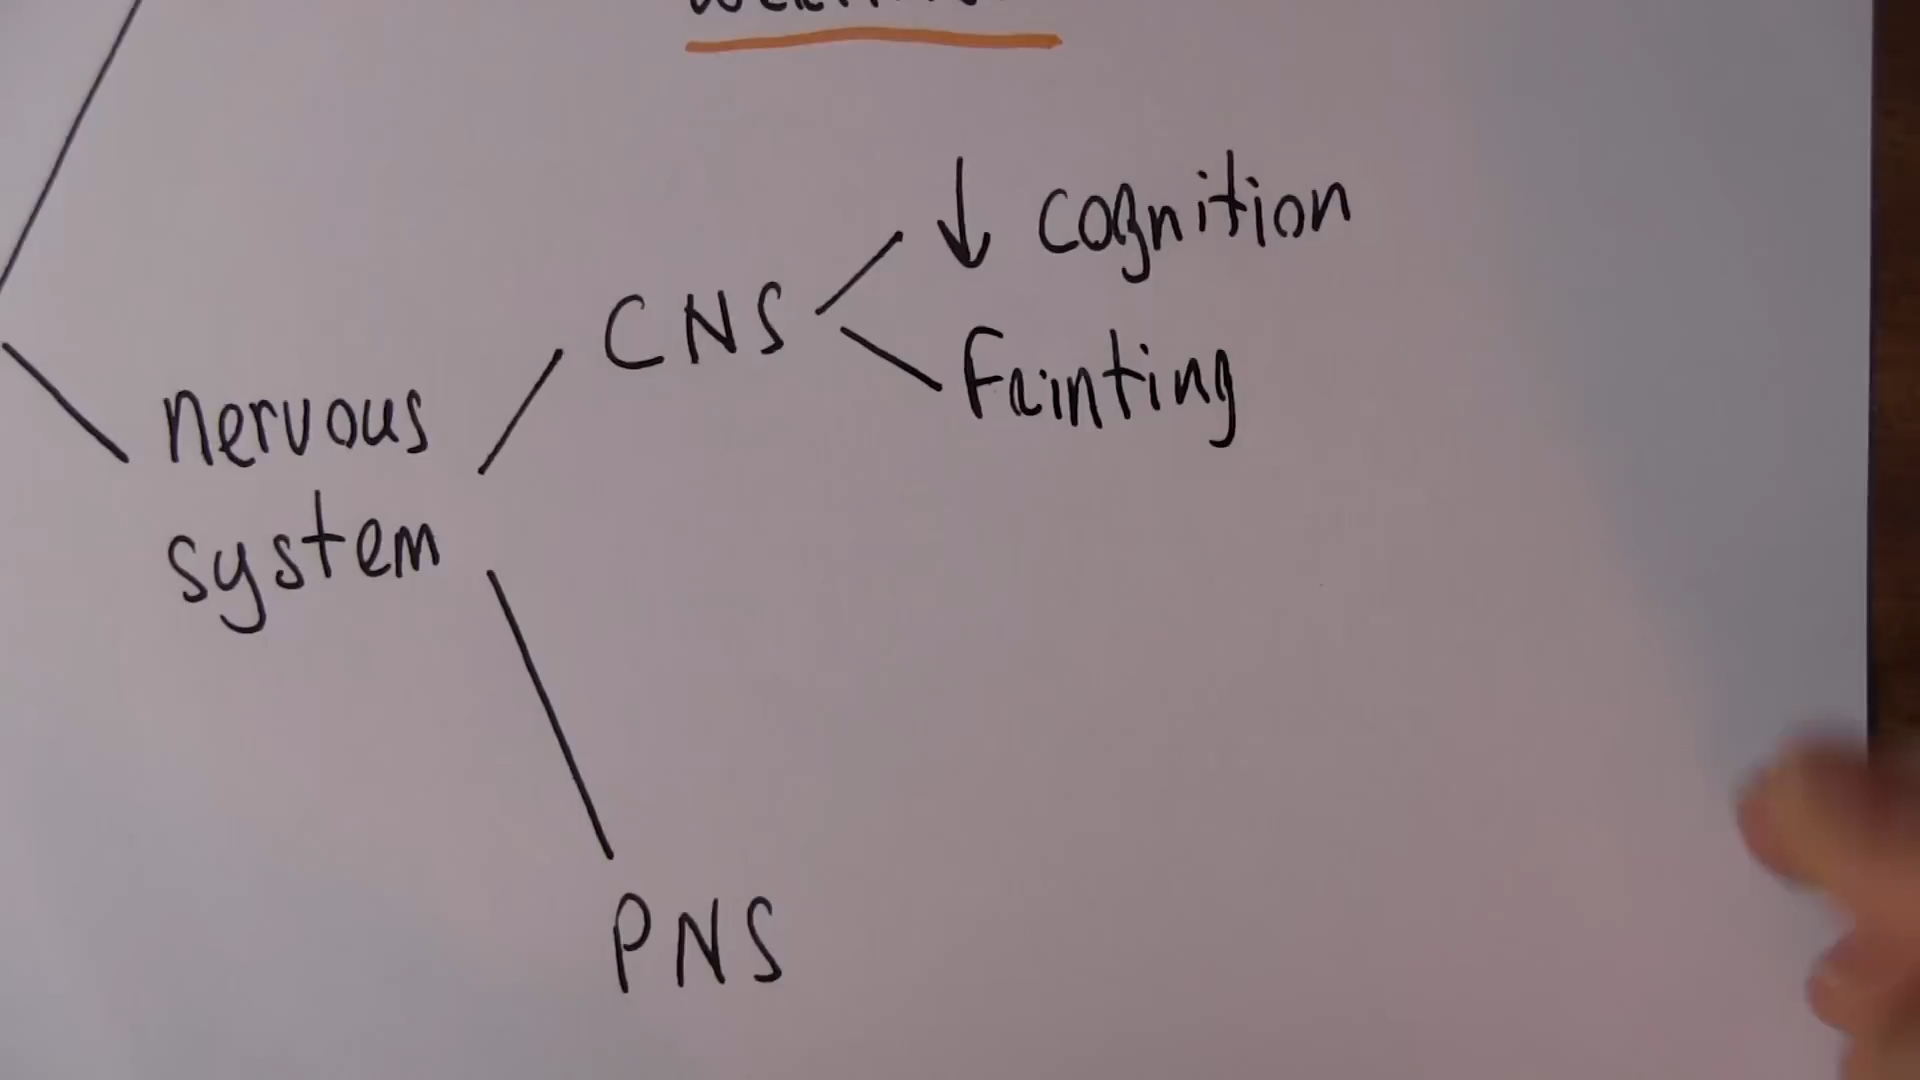 ↓ cognition
CNS
Fainting
nervous
system
PNS